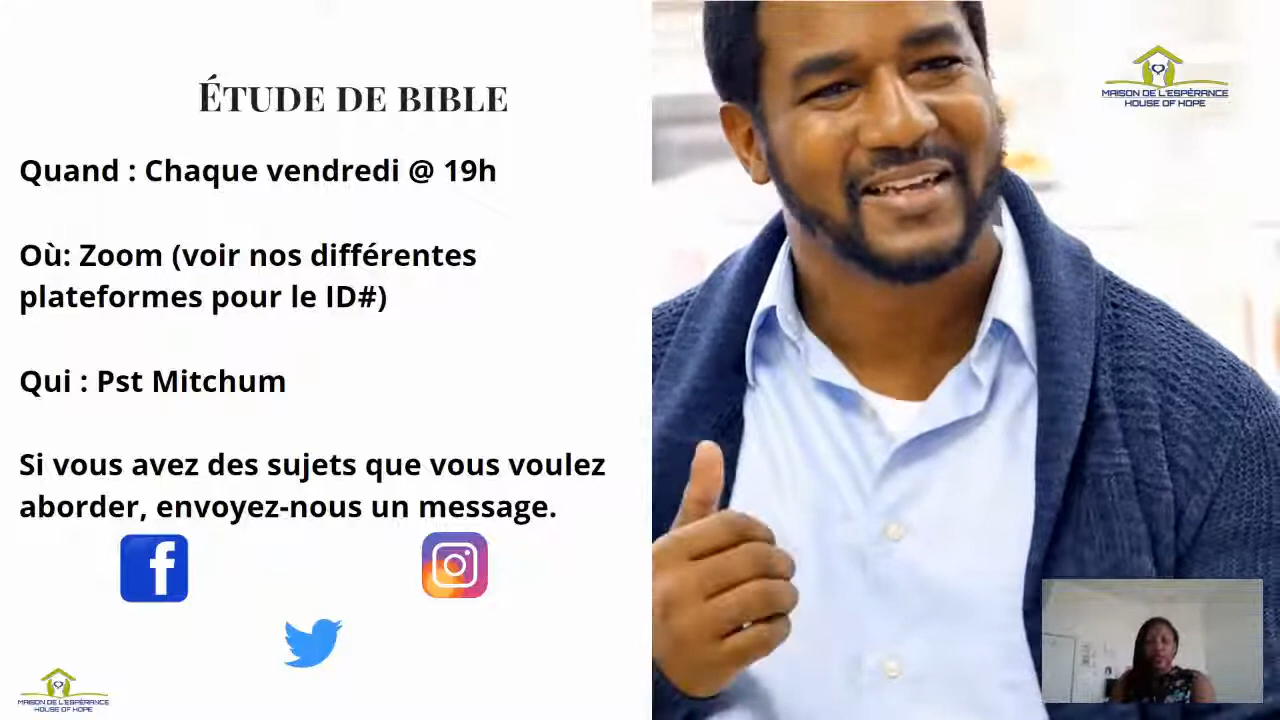 ÉTUDE DE BIBLE
Quand : Chaque vendredi @ 19h
Où: Zoom (voir nos différentes
plateformes pour le ID#)
Qui : Pst Mitchum
Si vous avez des sujets que vous voulez
aborder, envoyez-nous un message.
MAISON DE L'ESPÉRANCE
HOUSE OF HOPE
MAISON DE L'ESPÉRANCE
HOUSE OF HOPE